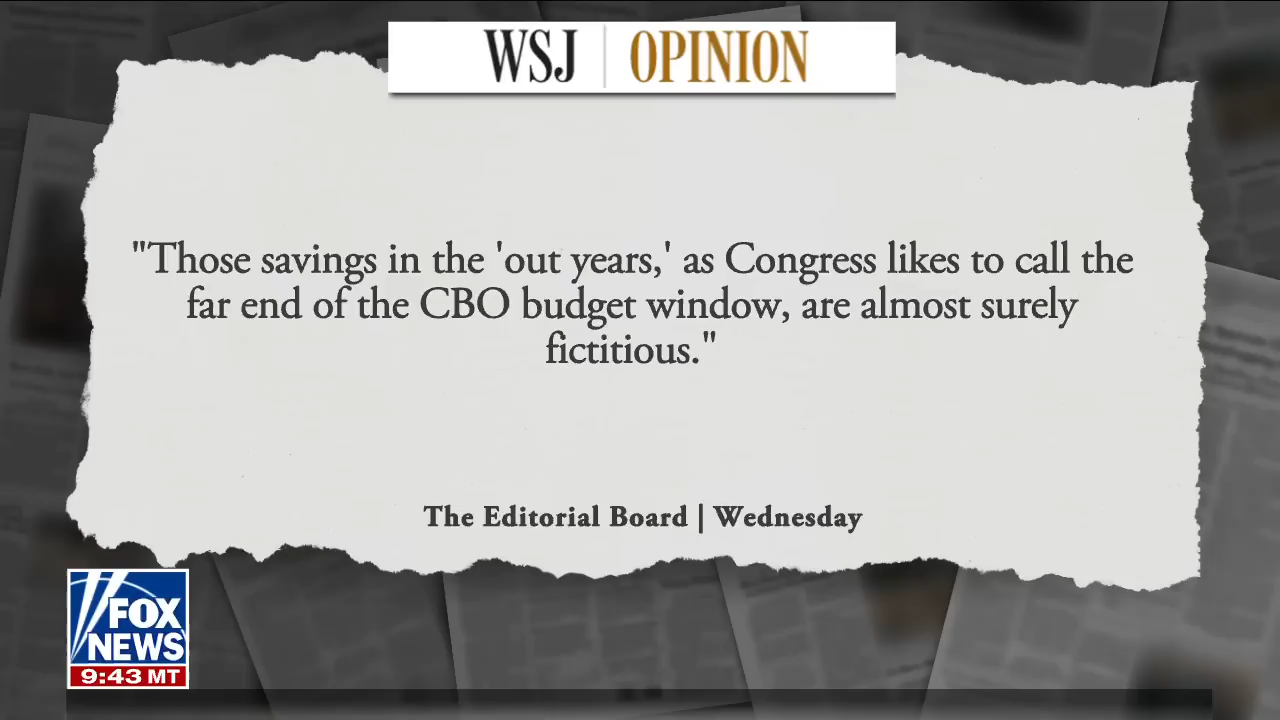 WSJ | OPINION
"Those savings in the 'out years,' as Congress likes to call the
far end of the CBO budget window, are almost surely
fictitious."
The Editorial Board | Wednesday
FOX
NEWS
9:43 MT